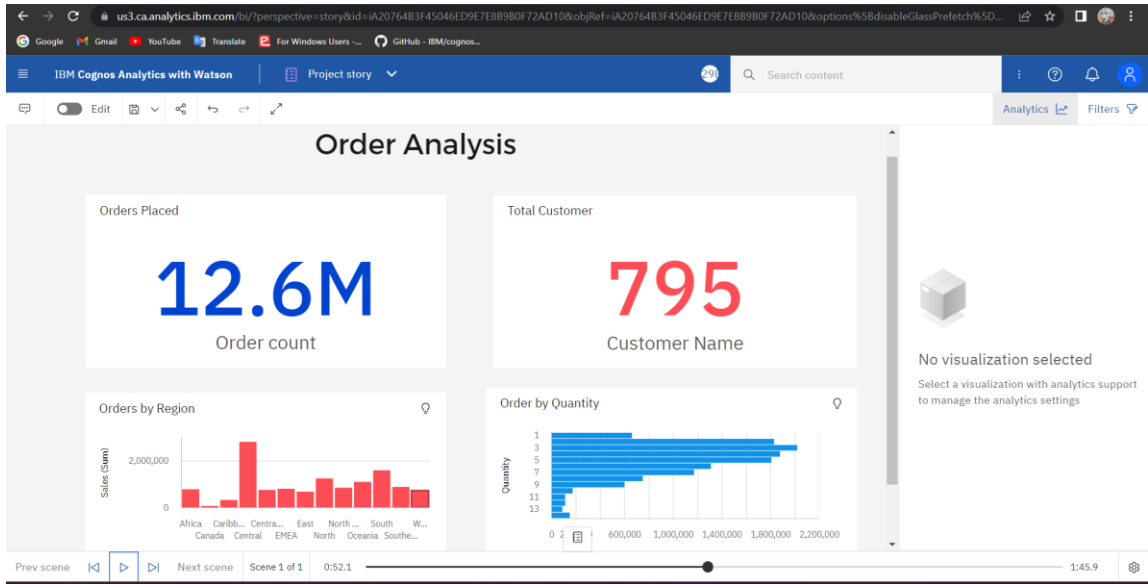 us3.ca.analytics.ibm.com/bi/?perspective=story&id=iA20764B3F45046ED9E7E8B9B0F72AD10&objRef=iA20764B3F45046ED9E7E8B9B0F72AD10&options%5BdisableGlassPrefetch%5D...
Google Gmail YouTube Translate For Windows Users -... GitHub - IBM/cognos...
IBM Cognos Analytics with Watson Project story Search content
Edit Analytics Filters
Order Analysis
Orders Placed
12.6M
Order count
Total Customer
795
Customer Name
Orders by Region
Sales (Sum)
2,000,000
0
Africa Caribb... Centra... East North ... South W...
Canada Central EMEA North Oceania Southe...
Order by Quantity
Quantity
1
3
5
7
9
11
13
0 2 600,000 1,000,000 1,400,000 1,800,000 2,200,000
No visualization selected
Select a visualization with analytics support
to manage the analytics settings
Prev scene Next scene Scene 1 of 1 0:52.1 1:45.9